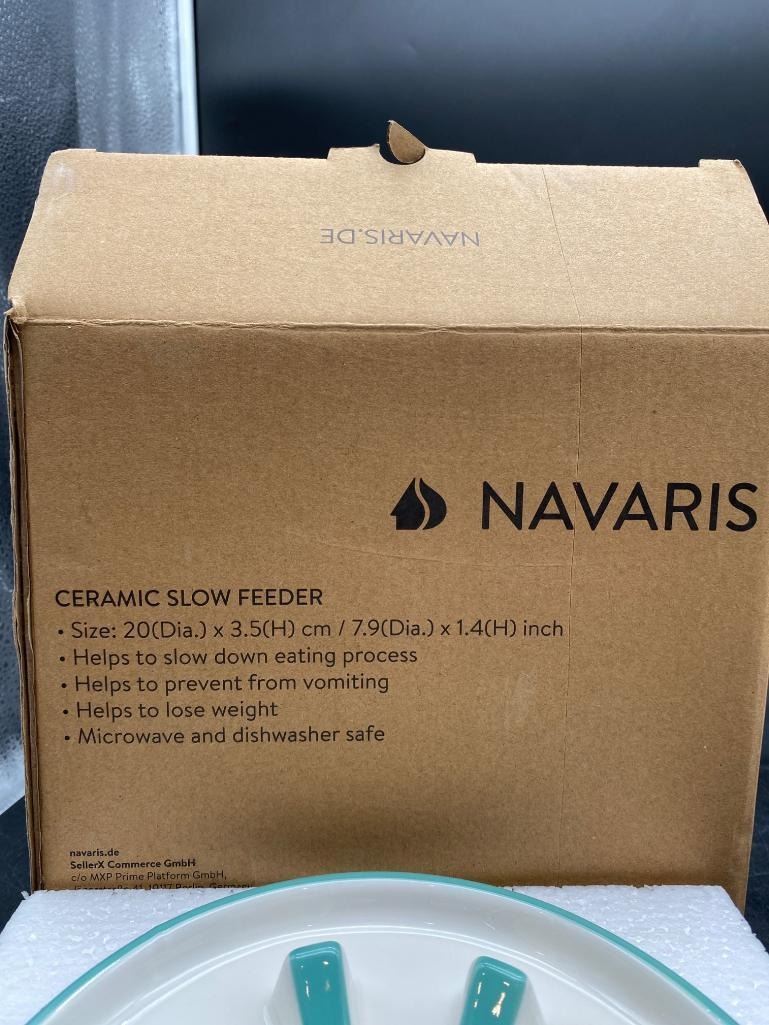 NAVARIS.DE
NAVARIS
CERAMIC SLOW FEEDER
• Size: 20(Dia.) x 3.5(H) cm / 7.9(Dia.) x 1.4(H) inch
• Helps to slow down eating process
• Helps to prevent from vomiting
• Helps to lose weight
• Microwave and dishwasher safe
navaris.de
SellerX Commerce GmbH
c/o MXP Prime Platform GmbH,
Berlin, Germany